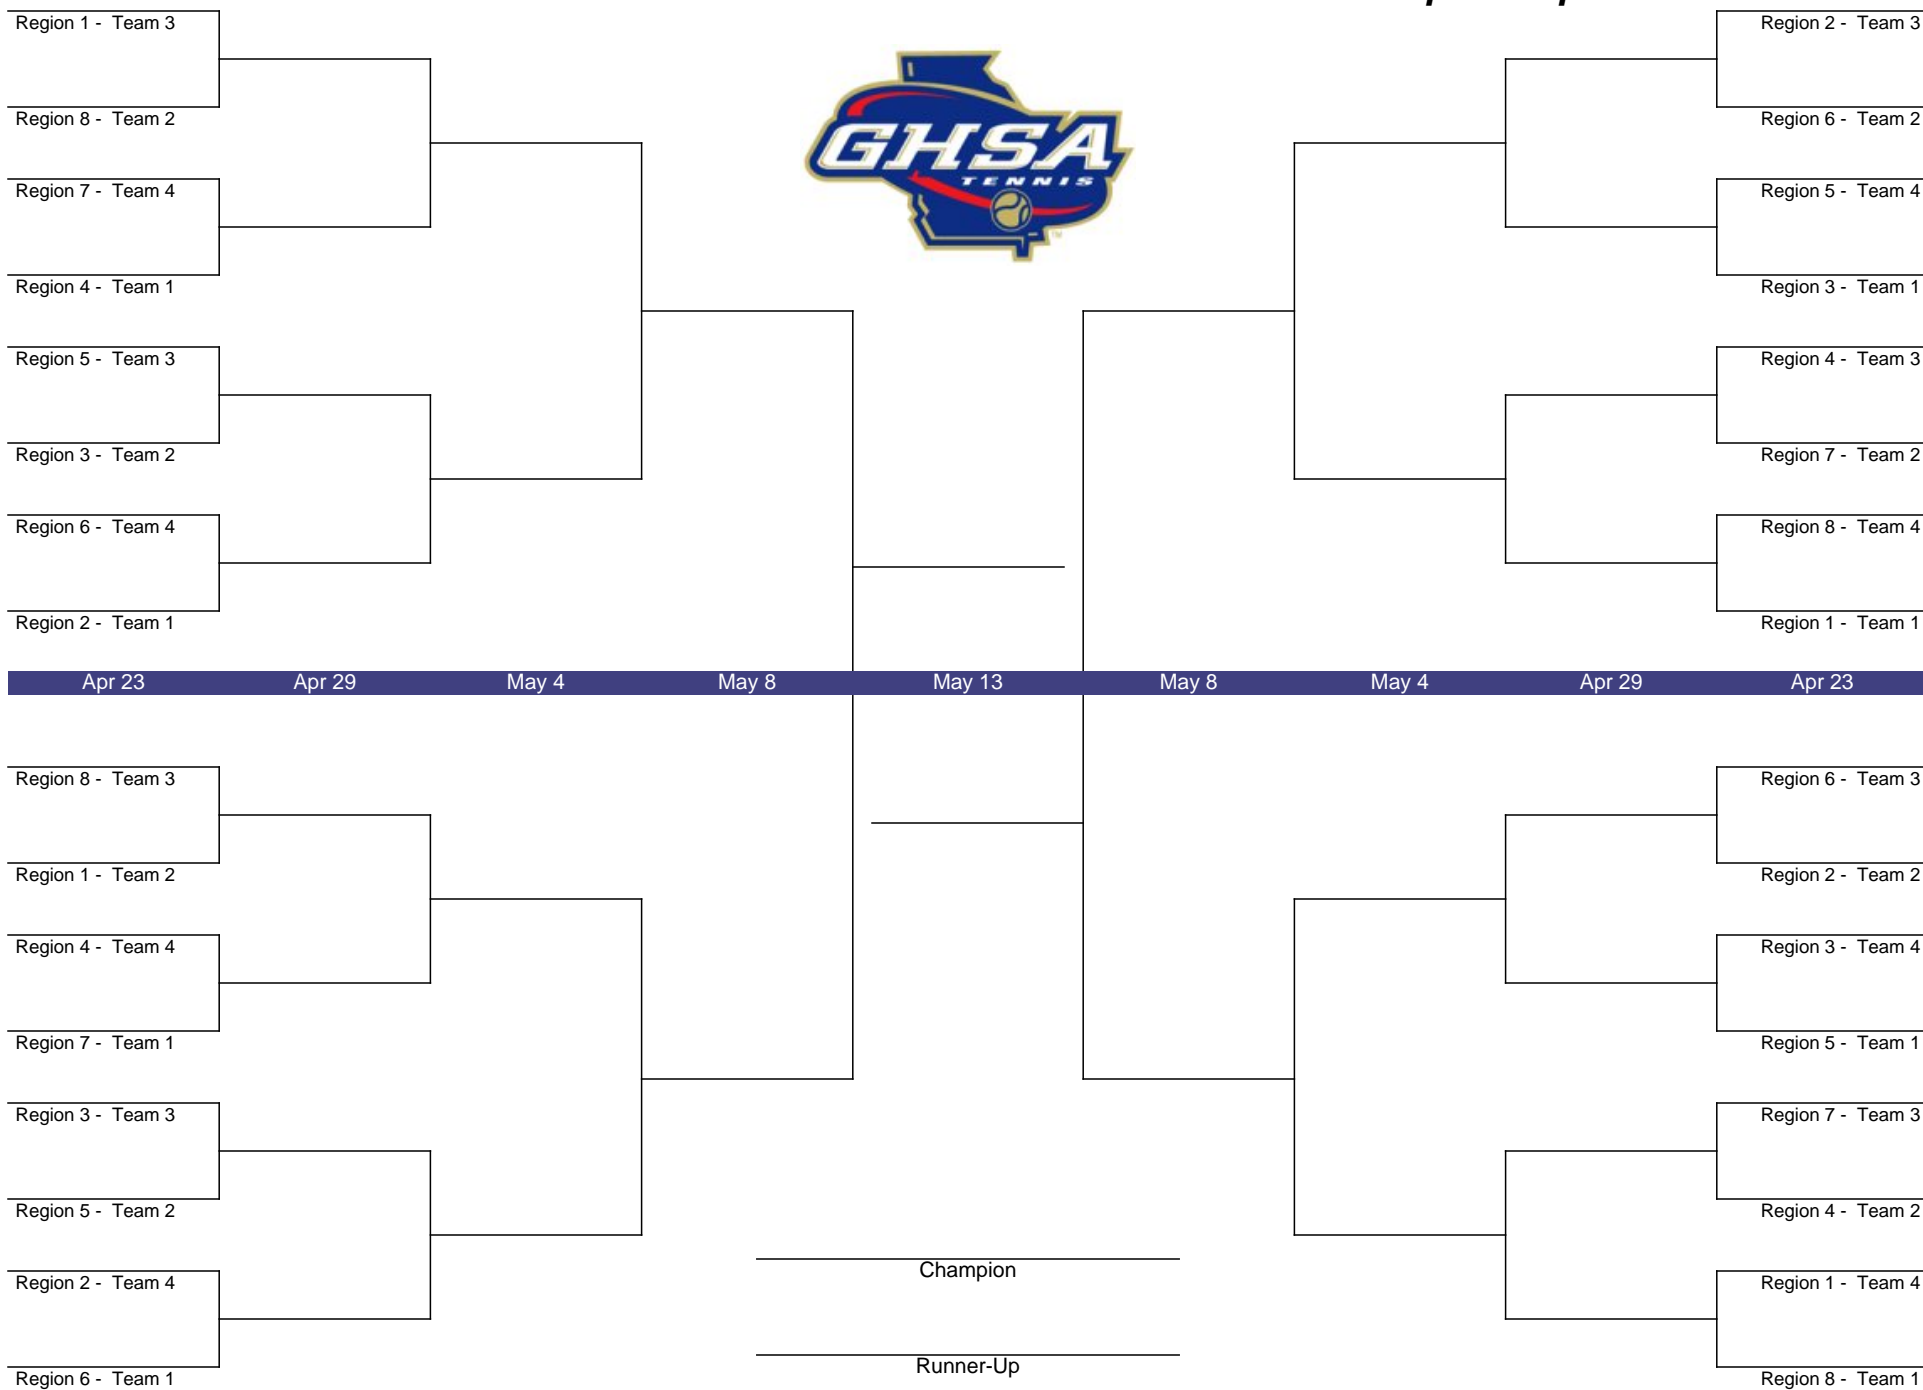 Region 1 - Team 3
Region 8 - Team 2
Region 7 - Team 4
Region 4 - Team 1
Region 5 - Team 3
Region 3 - Team 2
Region 6 - Team 4
Region 2 - Team 1
GHSA
TENNIS
TM
Region 2 - Team 3
Region 6 - Team 2
Region 5 - Team 4
Region 3 - Team 1
Region 4 - Team 3
Region 7 - Team 2
Region 8 - Team 4
Region 1 - Team 1
Apr 23 Apr 29 May 4 May 8 May 13 May 8 May 4 Apr 29 Apr 23
Region 8 - Team 3
Region 1 - Team 2
Region 4 - Team 4
Region 7 - Team 1
Region 3 - Team 3
Region 5 - Team 2
Region 2 - Team 4
Region 6 - Team 1
Champion
Runner-Up
Region 6 - Team 3
Region 2 - Team 2
Region 3 - Team 4
Region 5 - Team 1
Region 7 - Team 3
Region 4 - Team 2
Region 1 - Team 4
Region 8 - Team 1